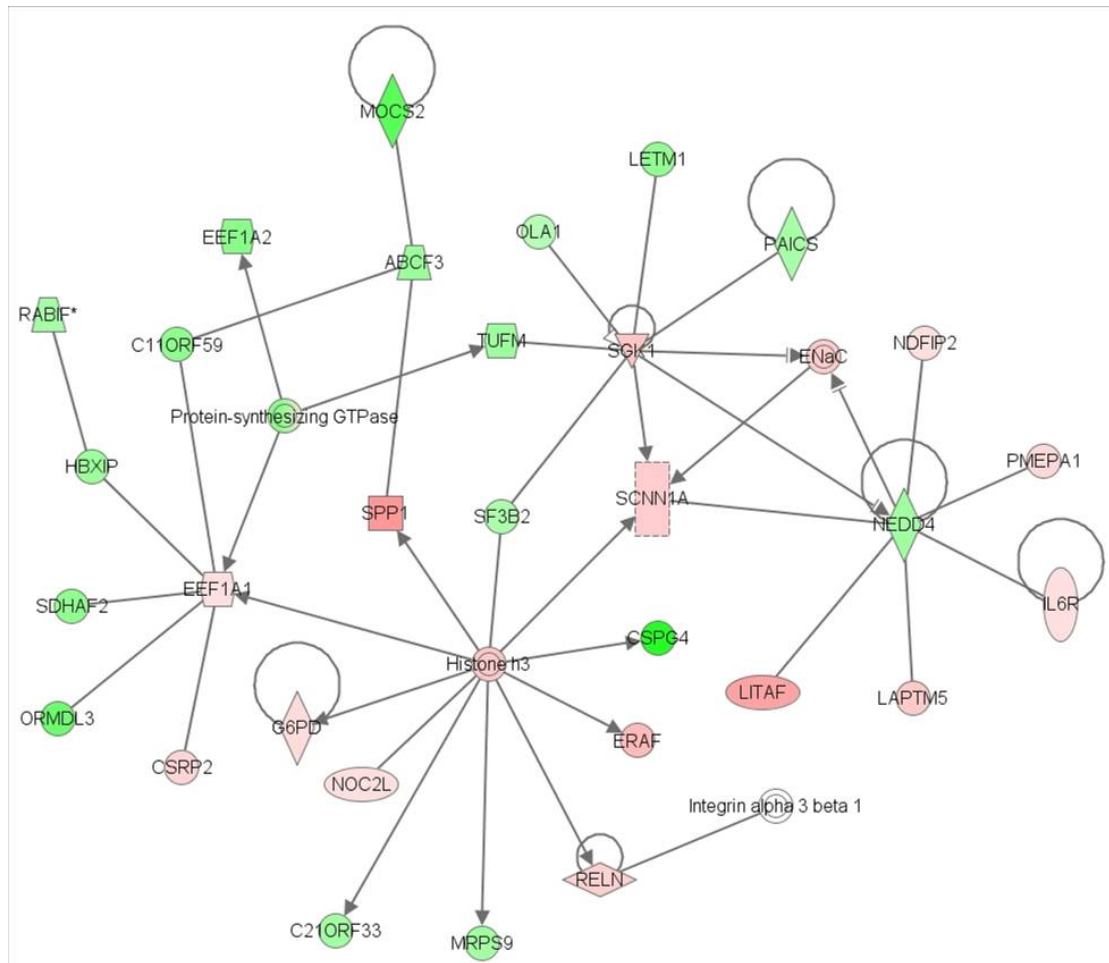 MOCS2
LETM1
OLA1
PAICS
EEF1A2
ABCF3
RABIF*
C11ORF59
TUFM
SGK1
ENaC
NDFIP2
Protein-synthesizing GTPase
HBXIP
PMEPA1
SPP1
SF3B2
SCNN1A
NEDD4
EEF1A1
SDHAF2
IL6R
CSPG4
Histone h3
LITAF
LAPTM5
ORMDL3
G6PD
ERAF
CSRP2
NOC2L
Integrin alpha 3 beta 1
RELN
C21ORF33
MRPS9